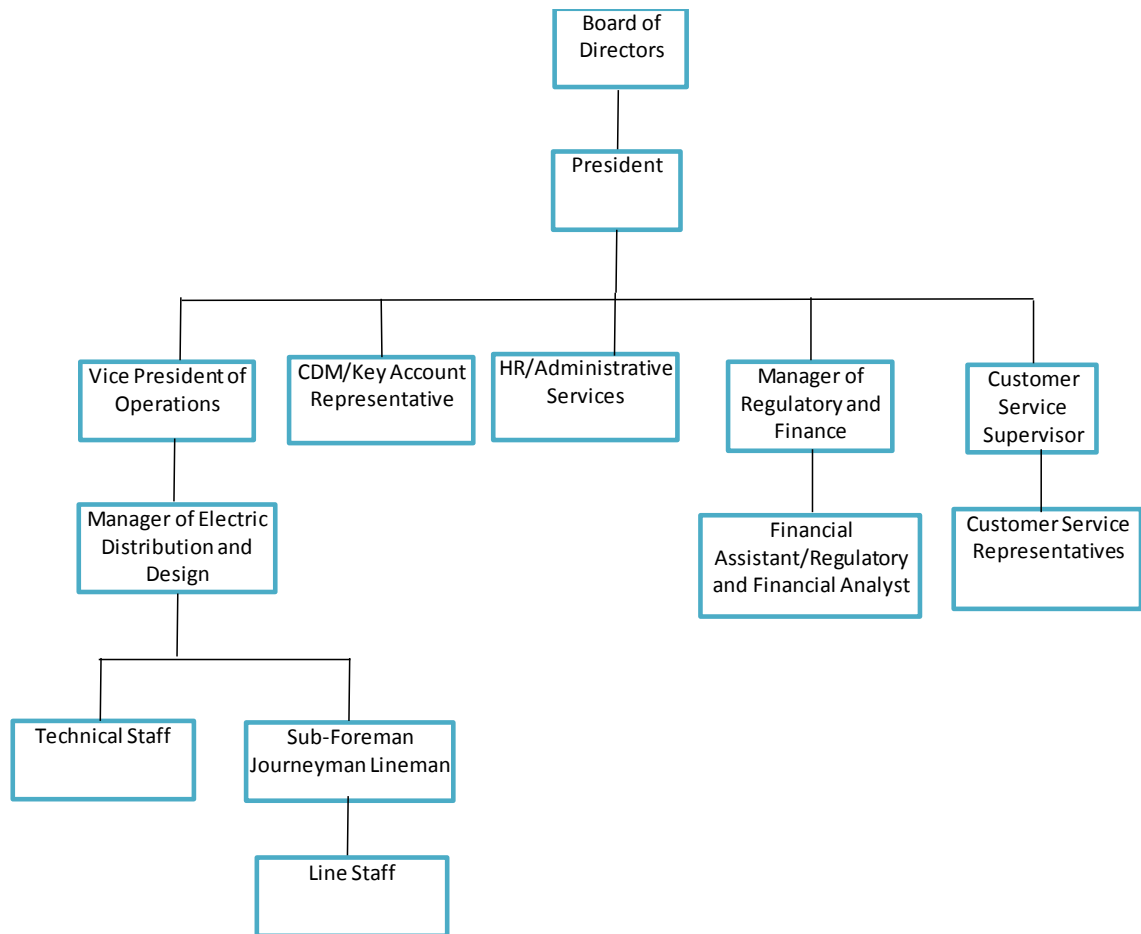 Board of
Directors
President
Vice President of
Operations
CDM/Key Account
Representative
HR/Administrative
Services
Manager of
Regulatory and
Finance
Customer
Service
Supervisor
Manager of Electric
Distribution and
Design
Financial
Assistant/Regulatory
and Financial Analyst
Customer Service
Representatives
Technical Staff
Sub-Foreman
Journeyman Lineman
Line Staff